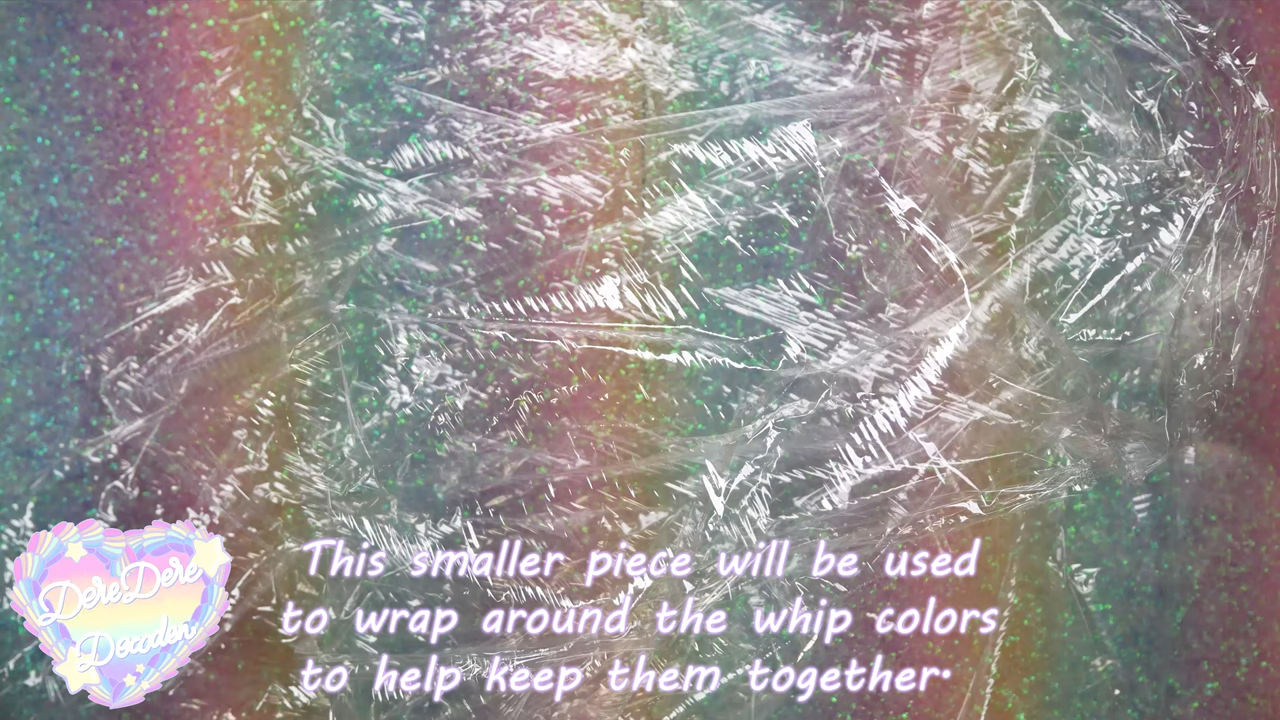 DereDere
Decoden
This smaller piece will be used
to wrap around the whip colors
to help keep them together.